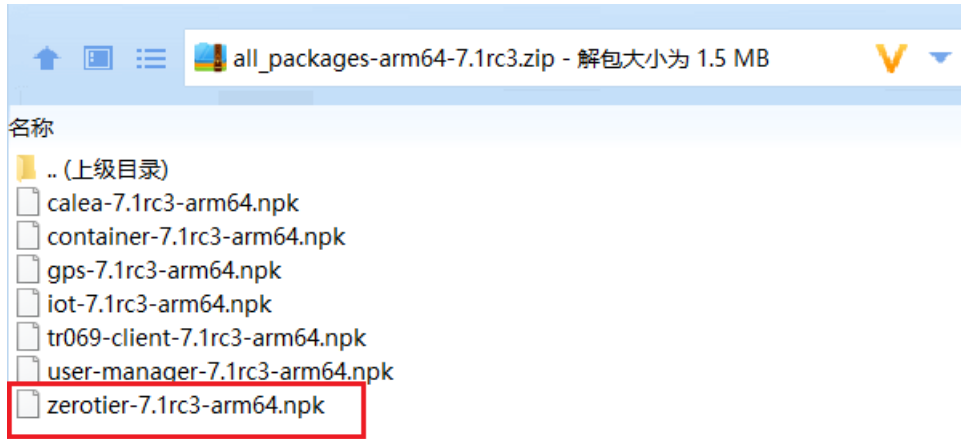 all_packages-arm64-7.1rc3.zip - 解包大小为 1.5 MB
名称
.. (上级目录)
calea-7.1rc3-arm64.npk
container-7.1rc3-arm64.npk
gps-7.1rc3-arm64.npk
iot-7.1rc3-arm64.npk
tr069-client-7.1rc3-arm64.npk
user-manager-7.1rc3-arm64.npk
zerotier-7.1rc3-arm64.npk